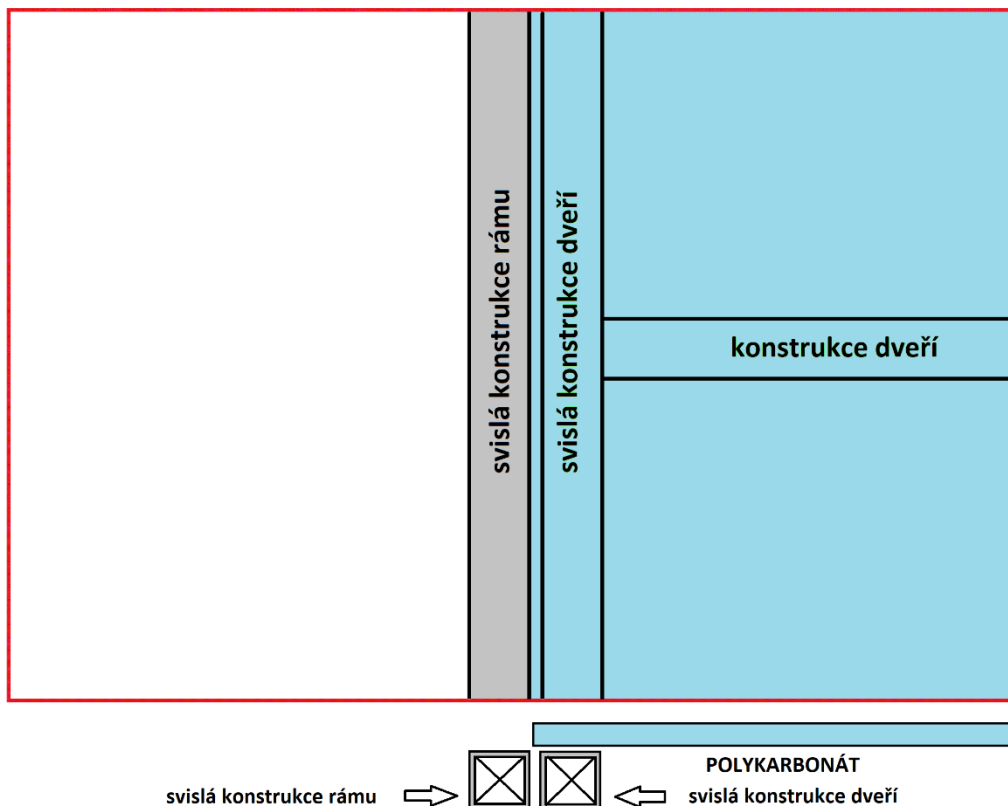 svislá konstrukce rámu
svislá konstrukce dveří
konstrukce dveří
POLYKARBONÁT
svislá konstrukce rámu
svislá konstrukce dveří